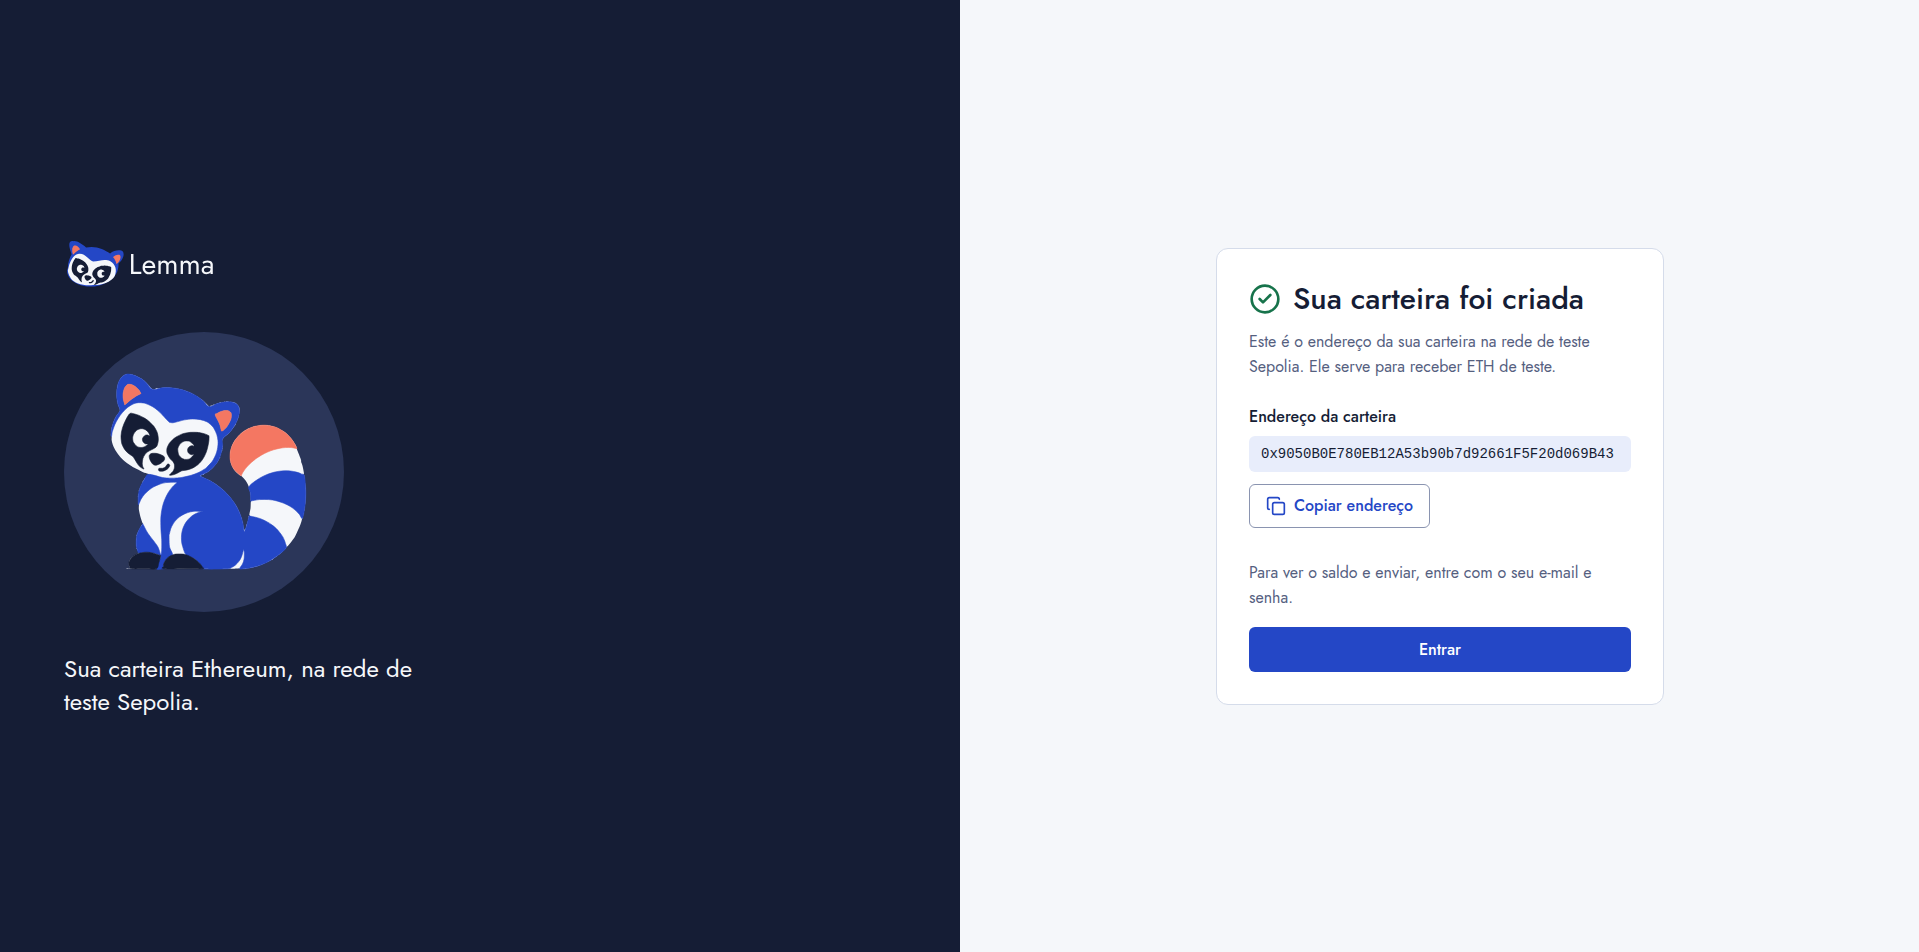 Lemma
Sua carteira Ethereum, na rede de
teste Sepolia.
Sua carteira foi criada
Este é o endereço da sua carteira na rede de teste
Sepolia. Ele serve para receber ETH de teste.
Endereço da carteira
0x9050B0E780EB12A53b90b7d92661F5F20d069B43
Copiar endereço
Para ver o saldo e enviar, entre com o seu e-mail e
senha.
Entrar